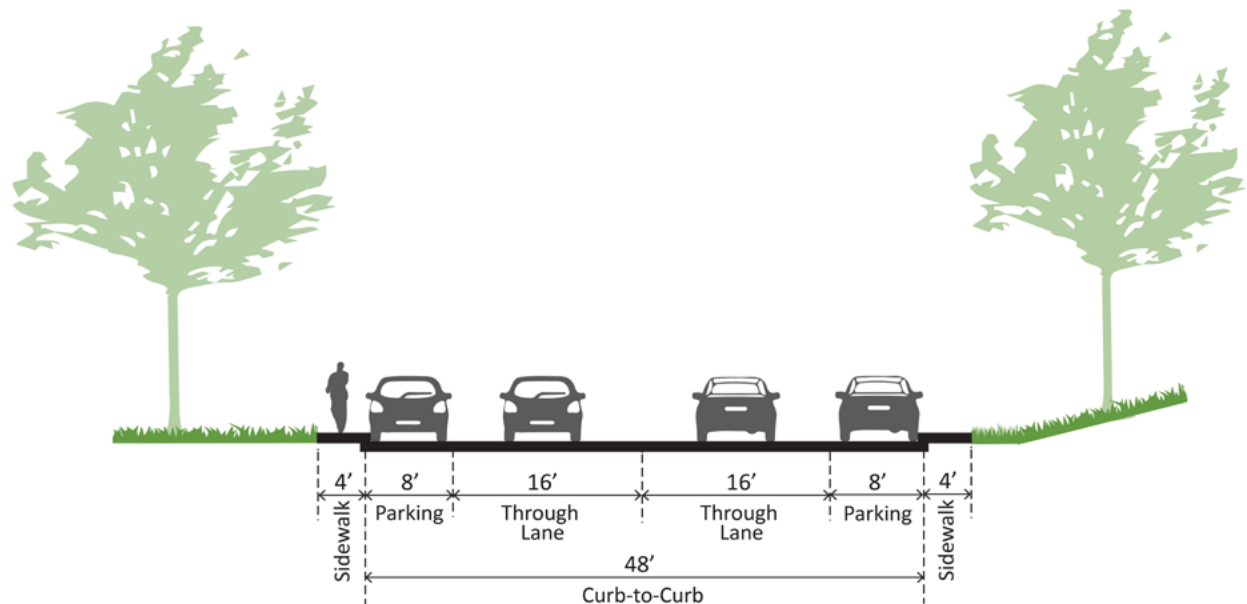 4’ 8’ 16’ 16’ 8’ 4’
Sidewalk Parking Through Through Parking Sidewalk
Lane Lane
48’
Curb-to-Curb